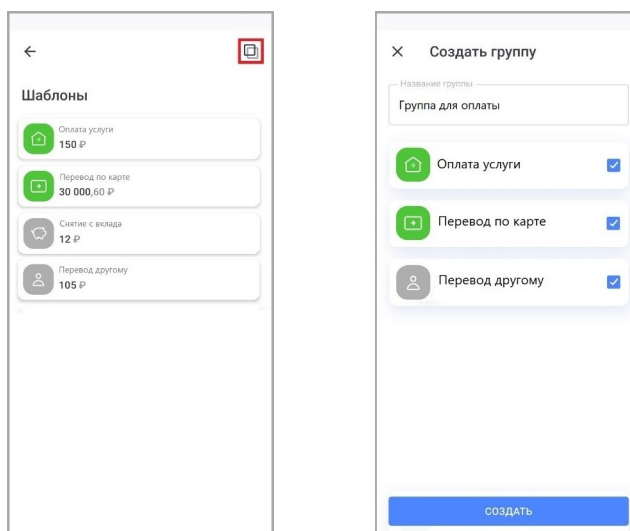 Шаблоны
Оплата услуги
150 ₽
Перевод по карте
30 000,60 ₽
Снятие с вклада
12 ₽
Перевод другому
105 ₽
Создать группу
Название группы
Группа для оплаты
Оплата услуги
Перевод по карте
Перевод другому
СОЗДАТЬ